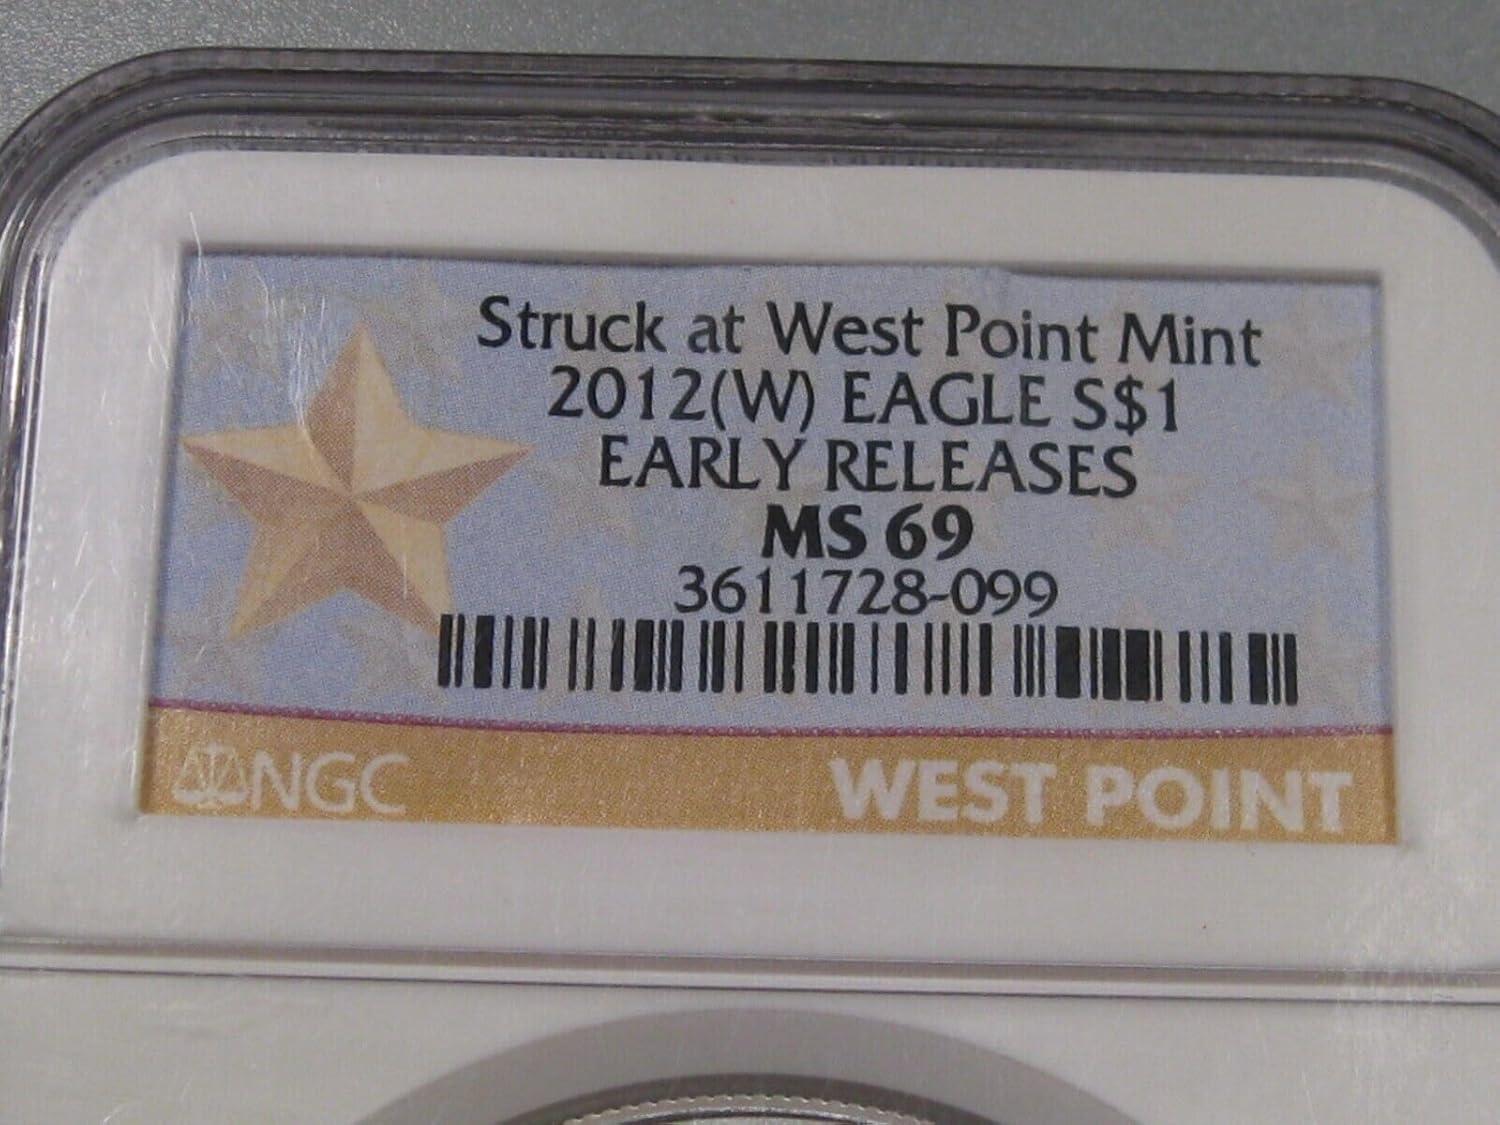 Struck at West Point Mint
2012(W) EAGLE S$1
EARLY RELEASES
MS 69
3611728-099
NGC
WEST POINT